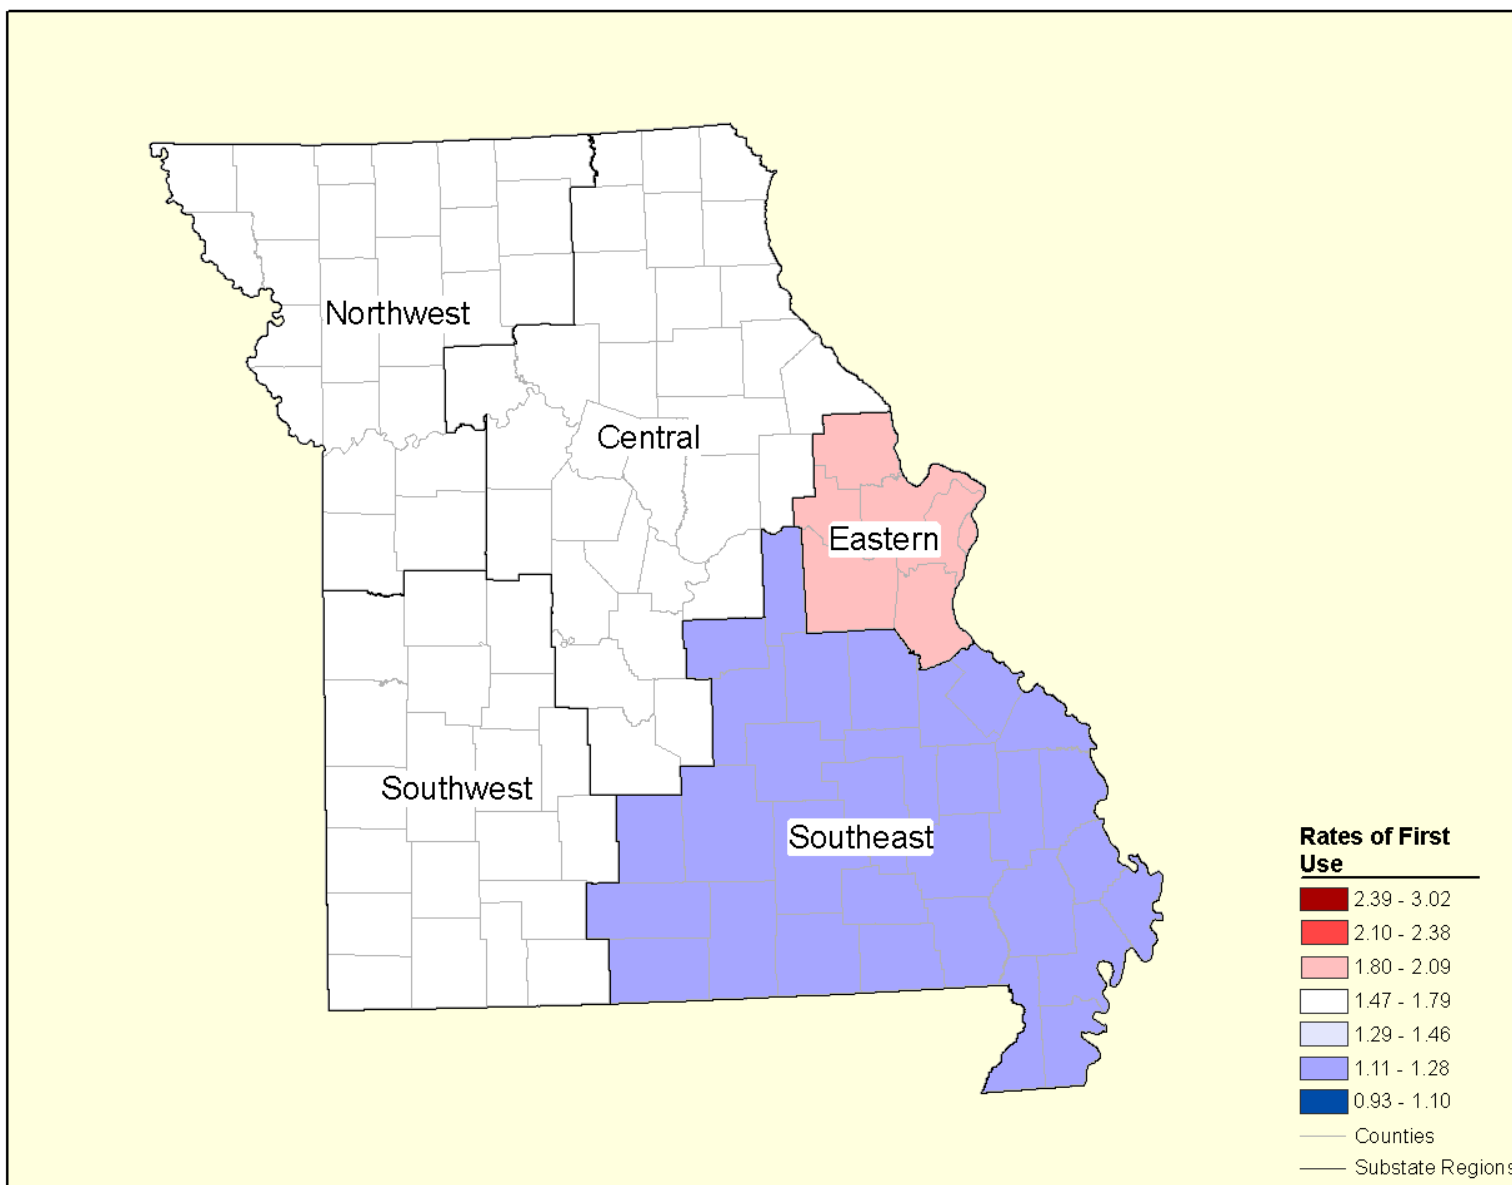 Northwest
Central
Eastern
Southwest
Southeast
Rates of First
Use
2.39 - 3.02
2.10 - 2.38
1.80 - 2.09
1.47 - 1.79
1.29 - 1.46
1.11 - 1.28
0.93 - 1.10
Counties
Substate Regions